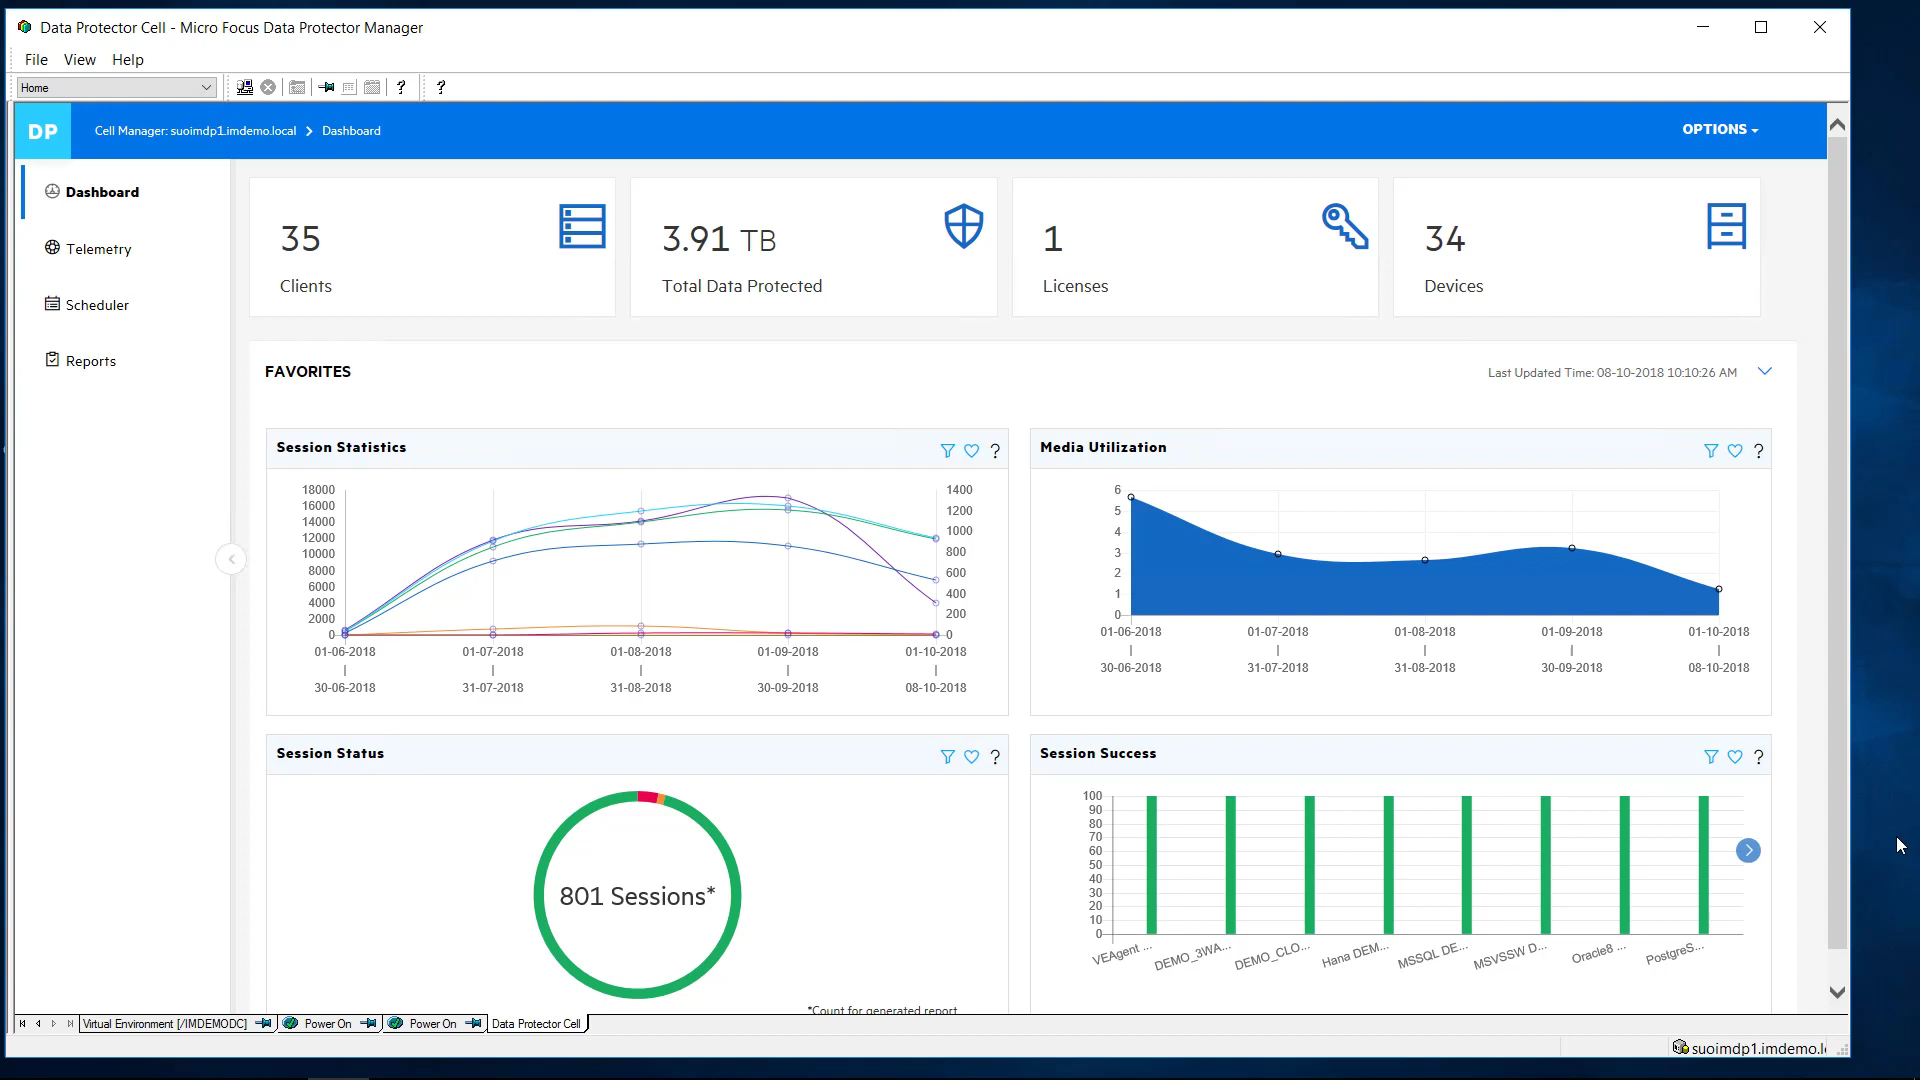 Data Protector Cell - Micro Focus Data Protector Manager
File View Help
Home
? ?
DP
Cell Manager: suoimdp1.imdemo.local > Dashboard
OPTIONS
Dashboard
Telemetry
Scheduler
Reports
35
Clients
3.91 TB
Total Data Protected
1
Licenses
34
Devices
FAVORITES
Last Updated Time: 08-10-2018 10:10:26 AM
Session Statistics
?
18000
16000
14000
12000
10000
8000
6000
4000
2000
0
1400
1200
1000
800
600
400
200
0
01-06-2018 01-07-2018 01-08-2018 01-09-2018 01-10-2018
30-06-2018 31-07-2018 31-08-2018 30-09-2018 08-10-2018
Media Utilization
?
6
5
4
3
2
1
0
01-06-2018 01-07-2018 01-08-2018 01-09-2018 01-10-2018
30-06-2018 31-07-2018 31-08-2018 30-09-2018 08-10-2018
Session Status
?
801 Sessions*
*Count for generated report
Session Success
?
100
90
80
70
60
50
40
30
20
10
0
VEAgent ... DEMO_3WA... DEMO_CLO... Hana DEM... MSSQL DE... MSVSSW D... Oracle8 ... PostgreS...
Virtual Environment [/IMDEMODC] Power On Power On Data Protector Cell
suoimdp1.imdemo.l